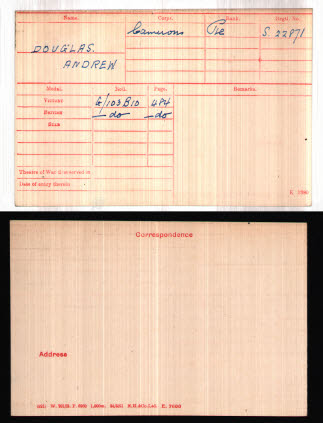 Name. Corps. Rank. Regtl. No.
DOUGLAS. Camerons Pte S. 22871
ANDREW
Medal. Roll. Page. Remarks.
Victory G/103 B10 484
British —do —do
Star
Theatre of War first served in
Date of entry therein
K. 1380
Correspondence
Address